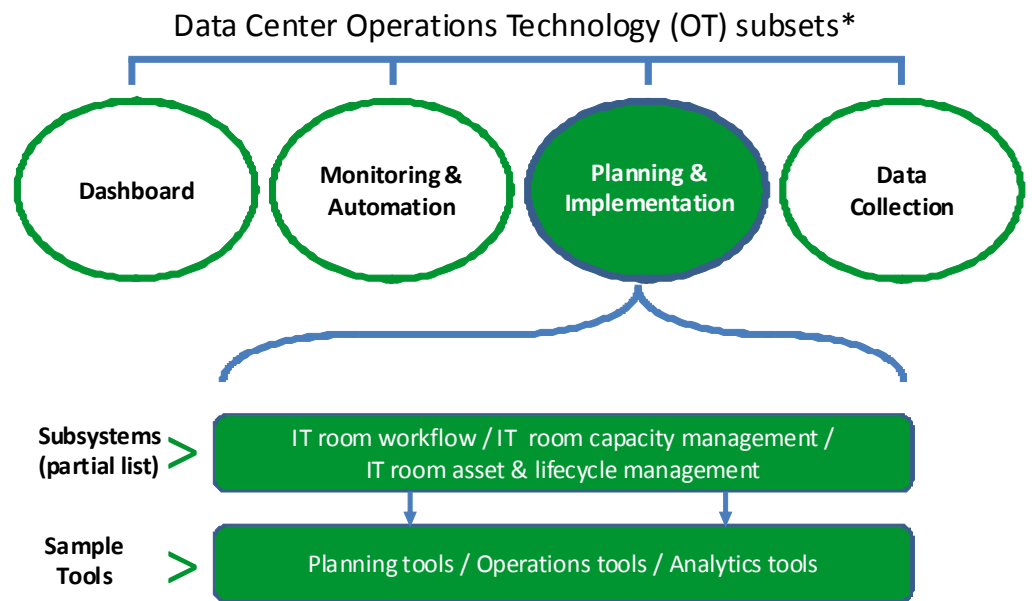 Data Center Operations Technology (OT) subsets*
Dashboard
Monitoring &
Automation
Planning &
Implementation
Data
Collection
Subsystems
(partial list)
>
IT room workflow / IT room capacity management /
IT room asset & lifecycle management
Sample
Tools
>
Planning tools / Operations tools / Analytics tools